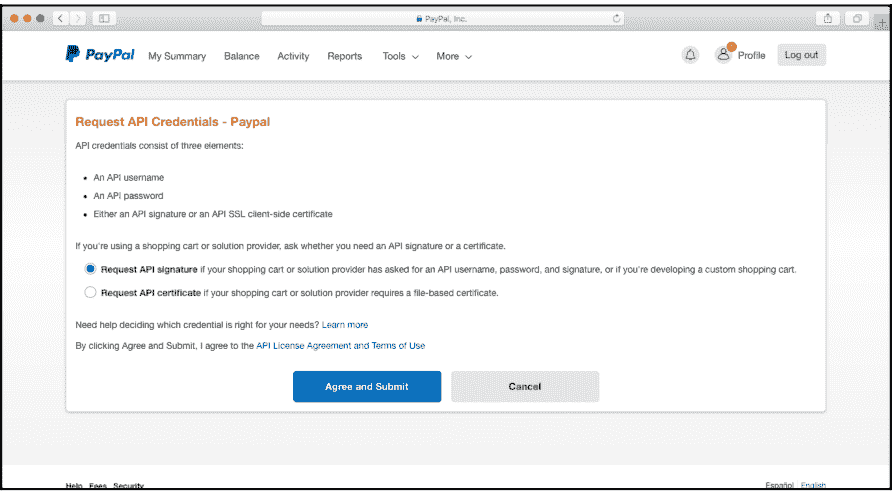 PayPal, Inc.
PayPal My Summary Balance Activity Reports Tools More Profile Log out
Request API Credentials - Paypal
API credentials consist of three elements:
• An API username
• An API password
• Either an API signature or an API SSL client-side certificate
If you're using a shopping cart or solution provider, ask whether you need an API signature or a certificate.
Request API signature if your shopping cart or solution provider has asked for an API username, password, and signature, or if you're developing a custom shopping cart.
Request API certificate if your shopping cart or solution provider requires a file-based certificate.
Need help deciding which credential is right for your needs? Learn more
By clicking Agree and Submit, I agree to the API License Agreement and Terms of Use
Agree and Submit Cancel
Help Fees Security Español English